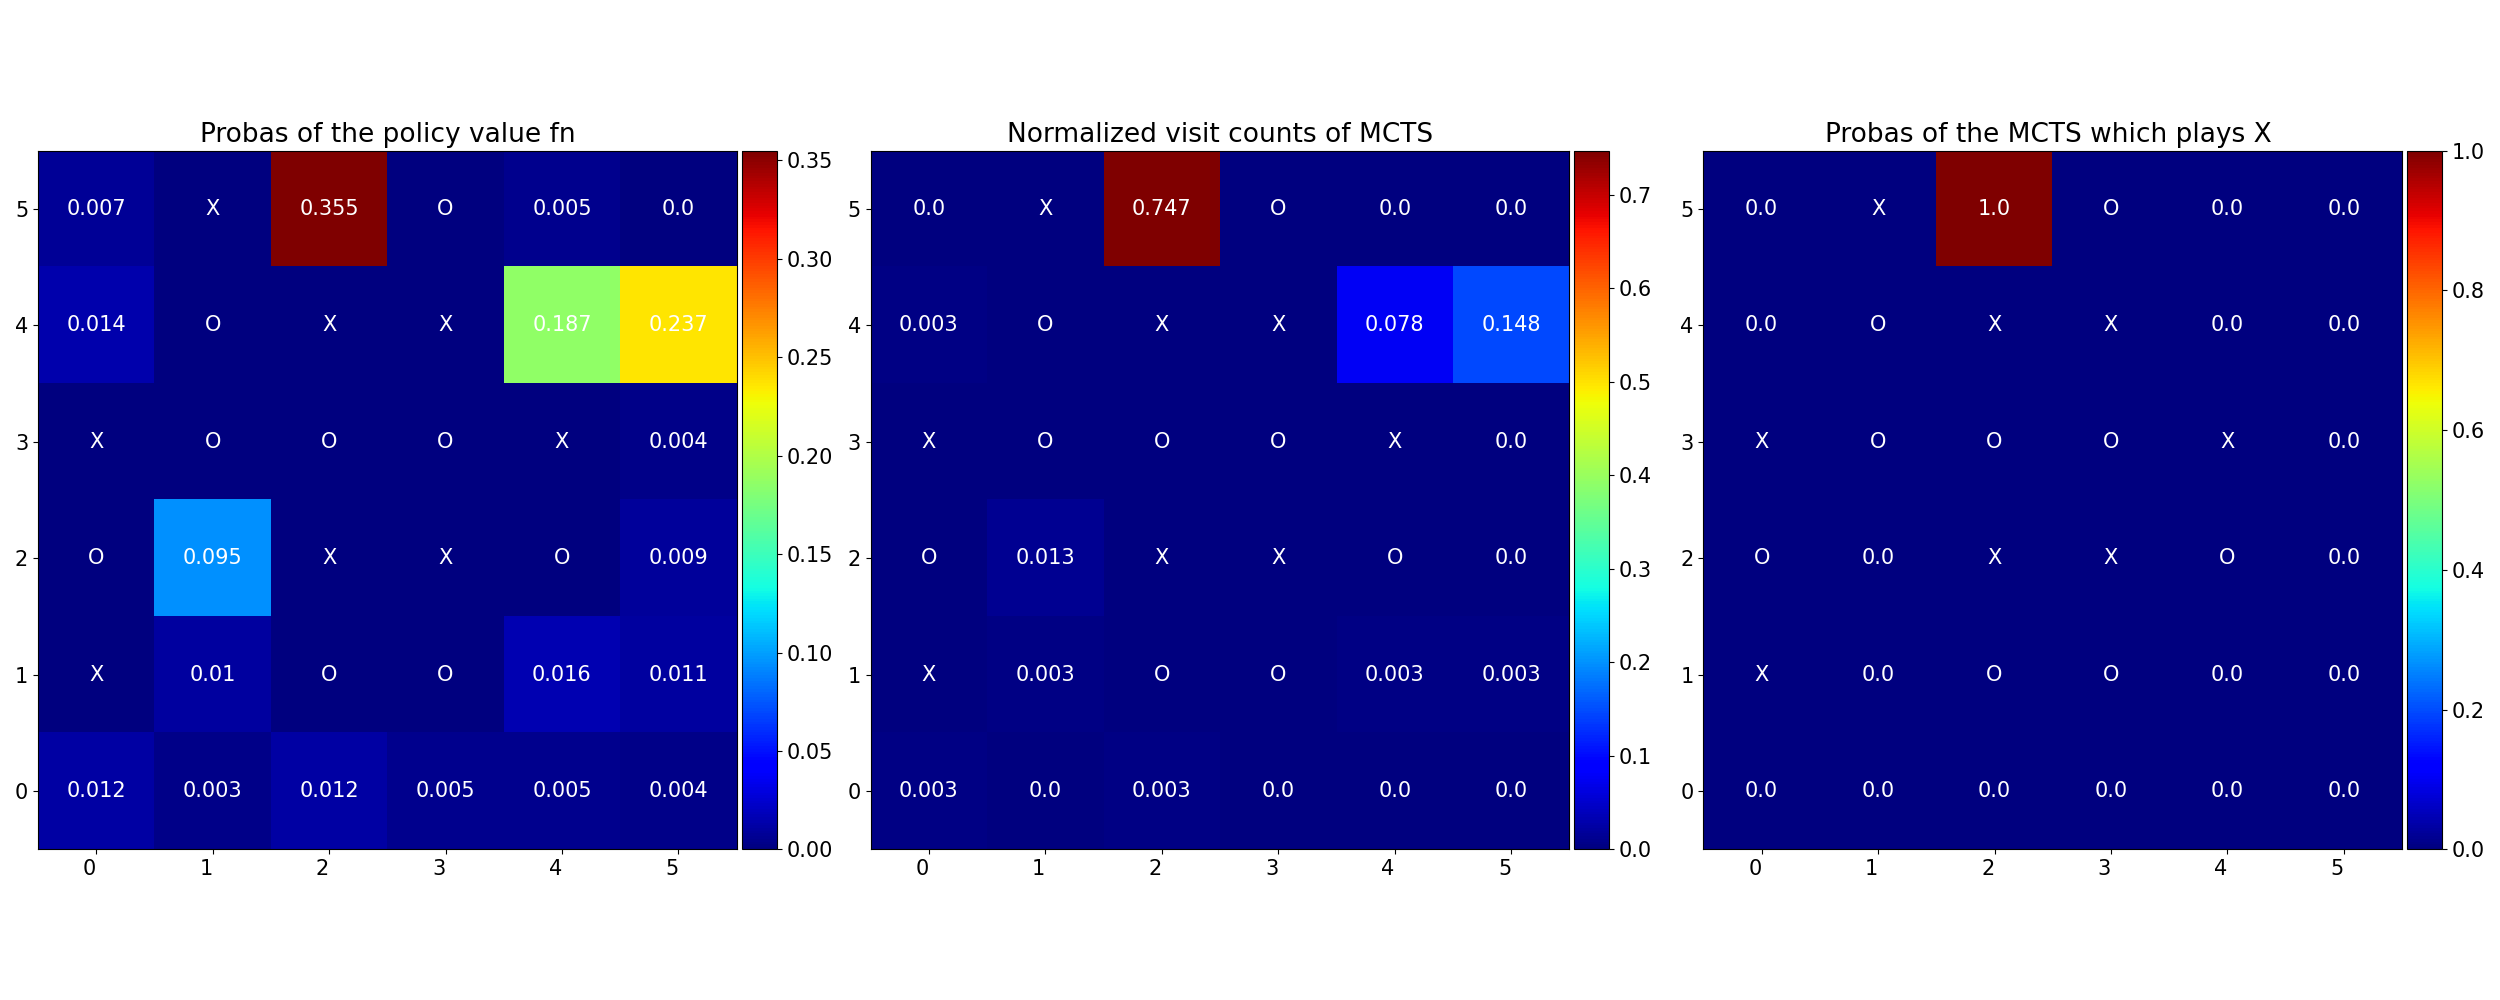 Probas of the policy value fn Normalized visit counts of MCTS Probas of the MCTS which plays X
5 0.007 X 0.355 O 0.005 0.0 0.35 5 0.0 X 0.747 O 0.0 0.0 0.7 5 0.0 X 1.0 O 0.0 0.0 1.0
0.30
4 0.014 O X X 0.187 0.237 0.25 4 0.003 O X X 0.078 0.148 0.6 4 0.0 O X X 0.0 0.0 0.8
0.5
3 X O O O X 0.004 0.20 3 X O O O X 0.0 0.4 3 X O O O X 0.0 0.6
2 O 0.095 X X O 0.009 0.15 2 O 0.013 X X O 0.0 0.3 2 O 0.0 X X O 0.0 0.4
1 X 0.01 O O 0.016 0.011 0.10 1 X 0.003 O O 0.003 0.003 0.2 1 X 0.0 O O 0.0 0.0 0.2
0.05 0.1
0 0.012 0.003 0.012 0.005 0.005 0.004 0.00 0 0.003 0.0 0.003 0.0 0.0 0.0 0.0 0 0.0 0.0 0.0 0.0 0.0 0.0 0.0
0 1 2 3 4 5 0 1 2 3 4 5 0 1 2 3 4 5